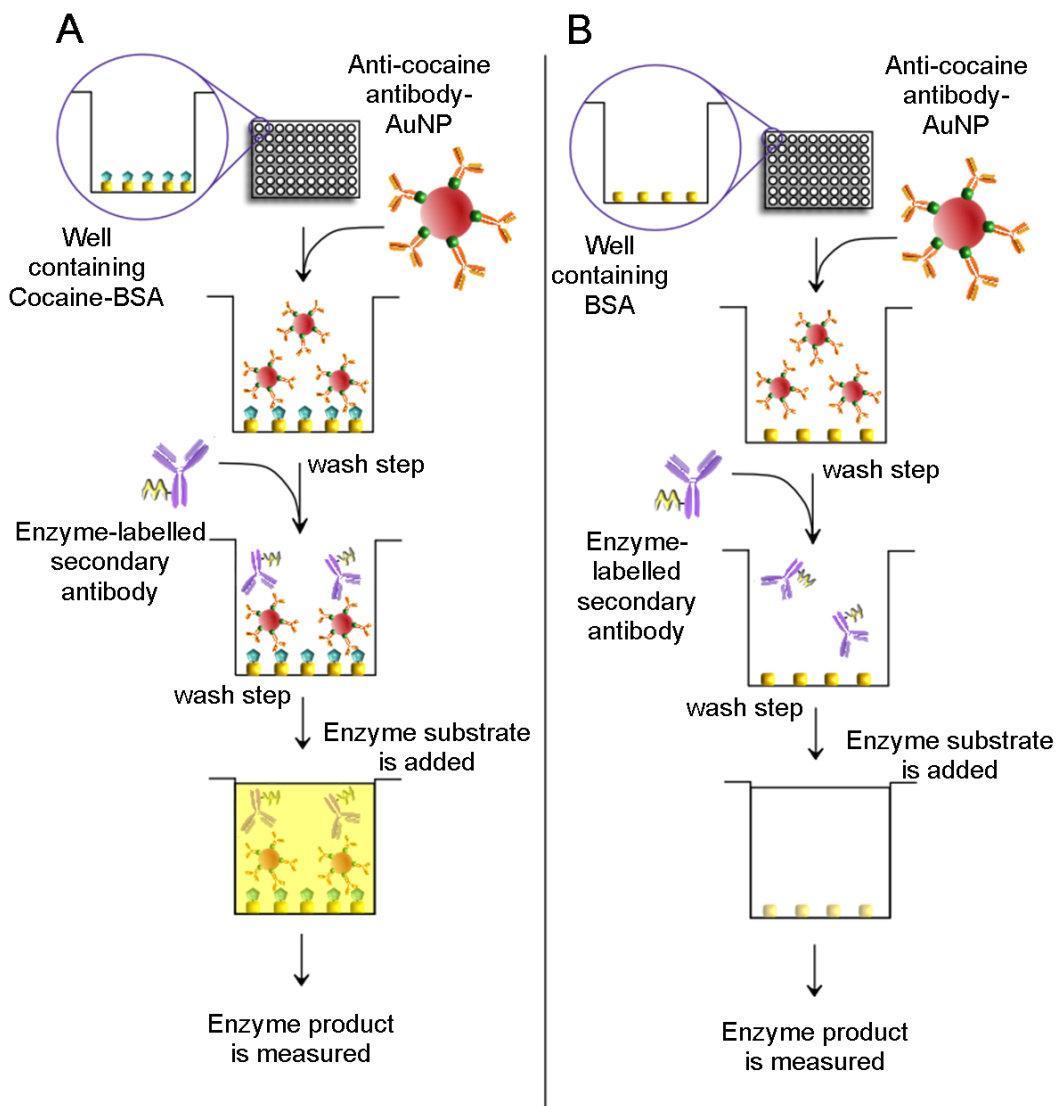 A
Anti-cocaine
antibody-
AuNP
Well
containing
Cocaine-BSA
wash step
Enzyme-labelled
secondary
antibody
wash step
Enzyme substrate
is added
Enzyme product
is measured
B
Anti-cocaine
antibody-
AuNP
Well
containing
BSA
wash step
Enzyme-
labelled
secondary
antibody
wash step
Enzyme substrate
is added
Enzyme product
is measured